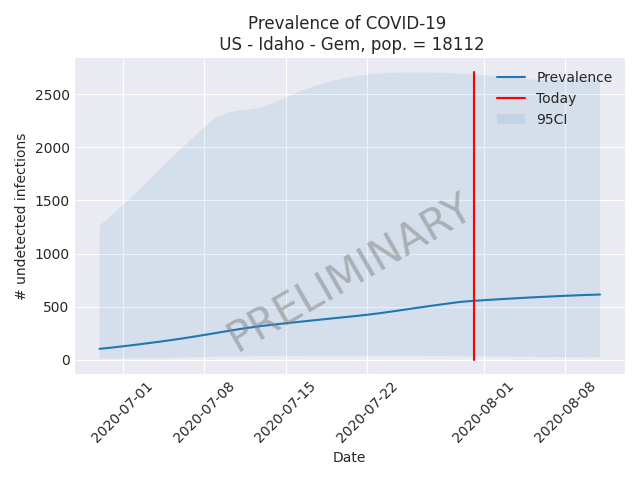 Prevalence of COVID-19
US - Idaho - Gem, pop. = 18112
Prevalence
Today
95CI
2500
2000
1500
1000
500
0
# undetected infections
PRELIMINARY
2020-07-01
2020-07-08
2020-07-15
2020-07-22
2020-08-01
2020-08-08
Date